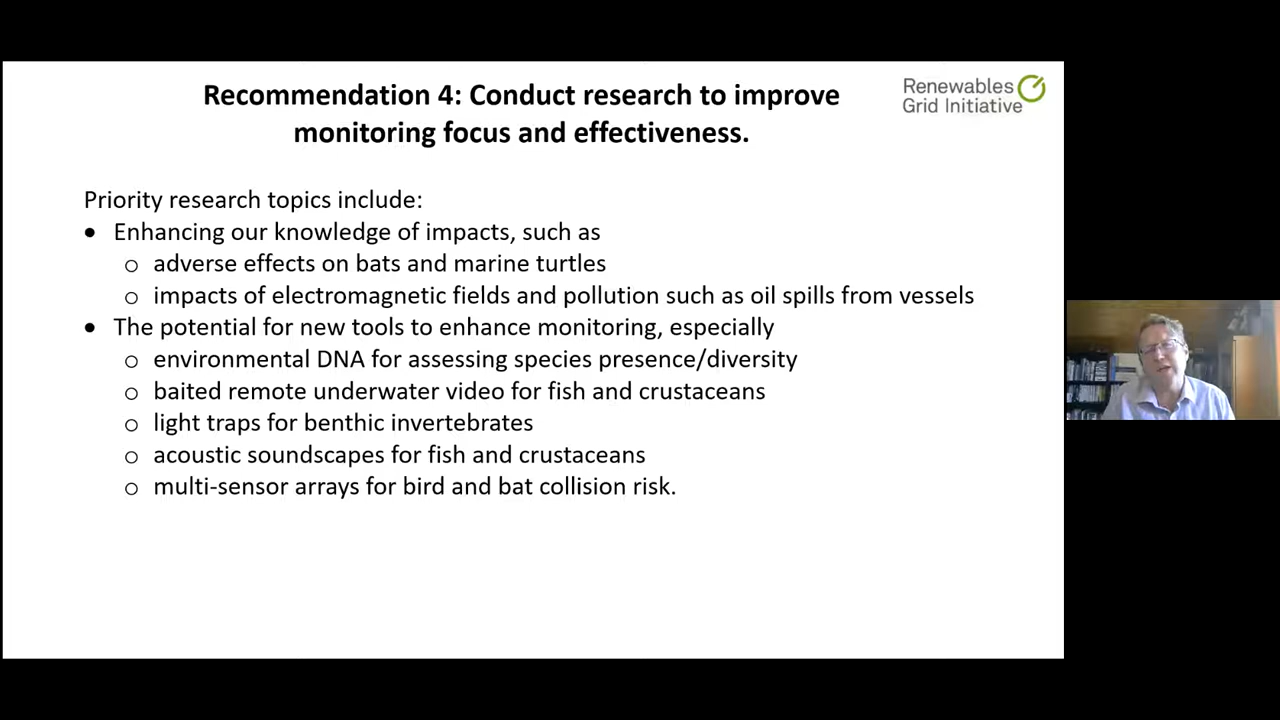 Recommendation 4: Conduct research to improve
monitoring focus and effectiveness.
Renewables
Grid Initiative
Priority research topics include:
• Enhancing our knowledge of impacts, such as
o adverse effects on bats and marine turtles
o impacts of electromagnetic fields and pollution such as oil spills from vessels
• The potential for new tools to enhance monitoring, especially
o environmental DNA for assessing species presence/diversity
o baited remote underwater video for fish and crustaceans
o light traps for benthic invertebrates
o acoustic soundscapes for fish and crustaceans
o multi-sensor arrays for bird and bat collision risk.